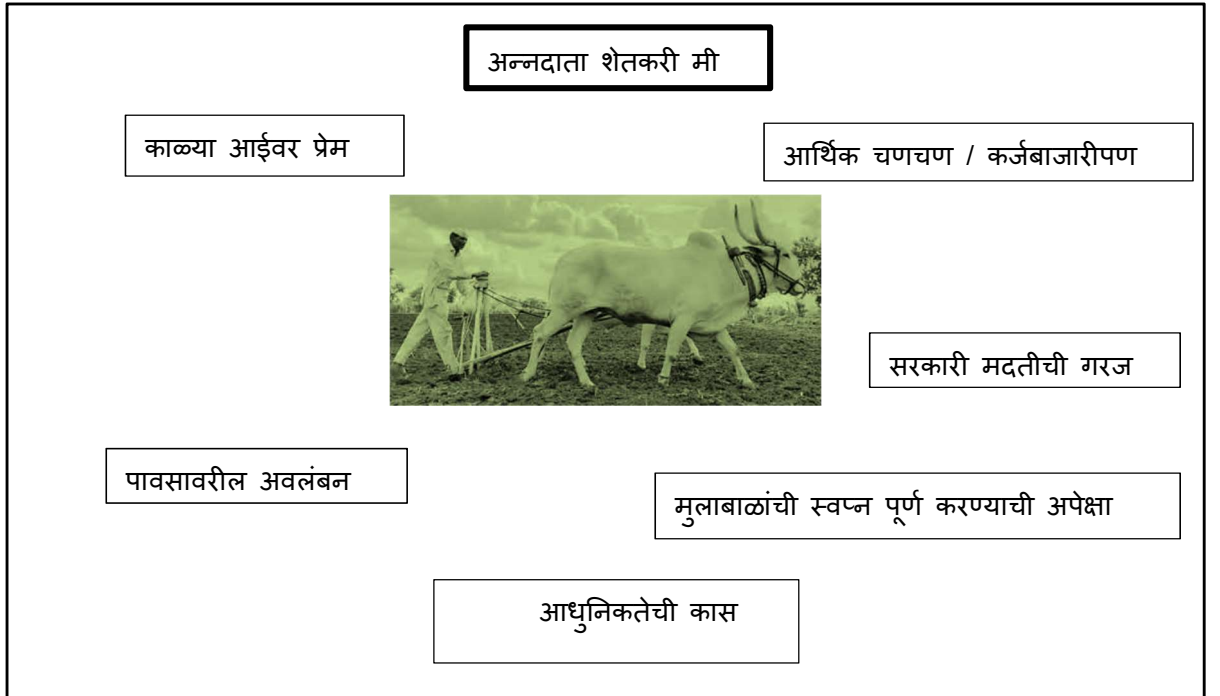 अन्नदाता शेतकरी मी
काळ्या आईवर प्रेम
आर्थिक चणचण / कर्जबाजारीपण
सरकारी मदतीची गरज
पावसावरील अवलंबन
मुलाबाळांची स्वप्न पूर्ण करण्याची अपेक्षा
आधुनिकतेची कास